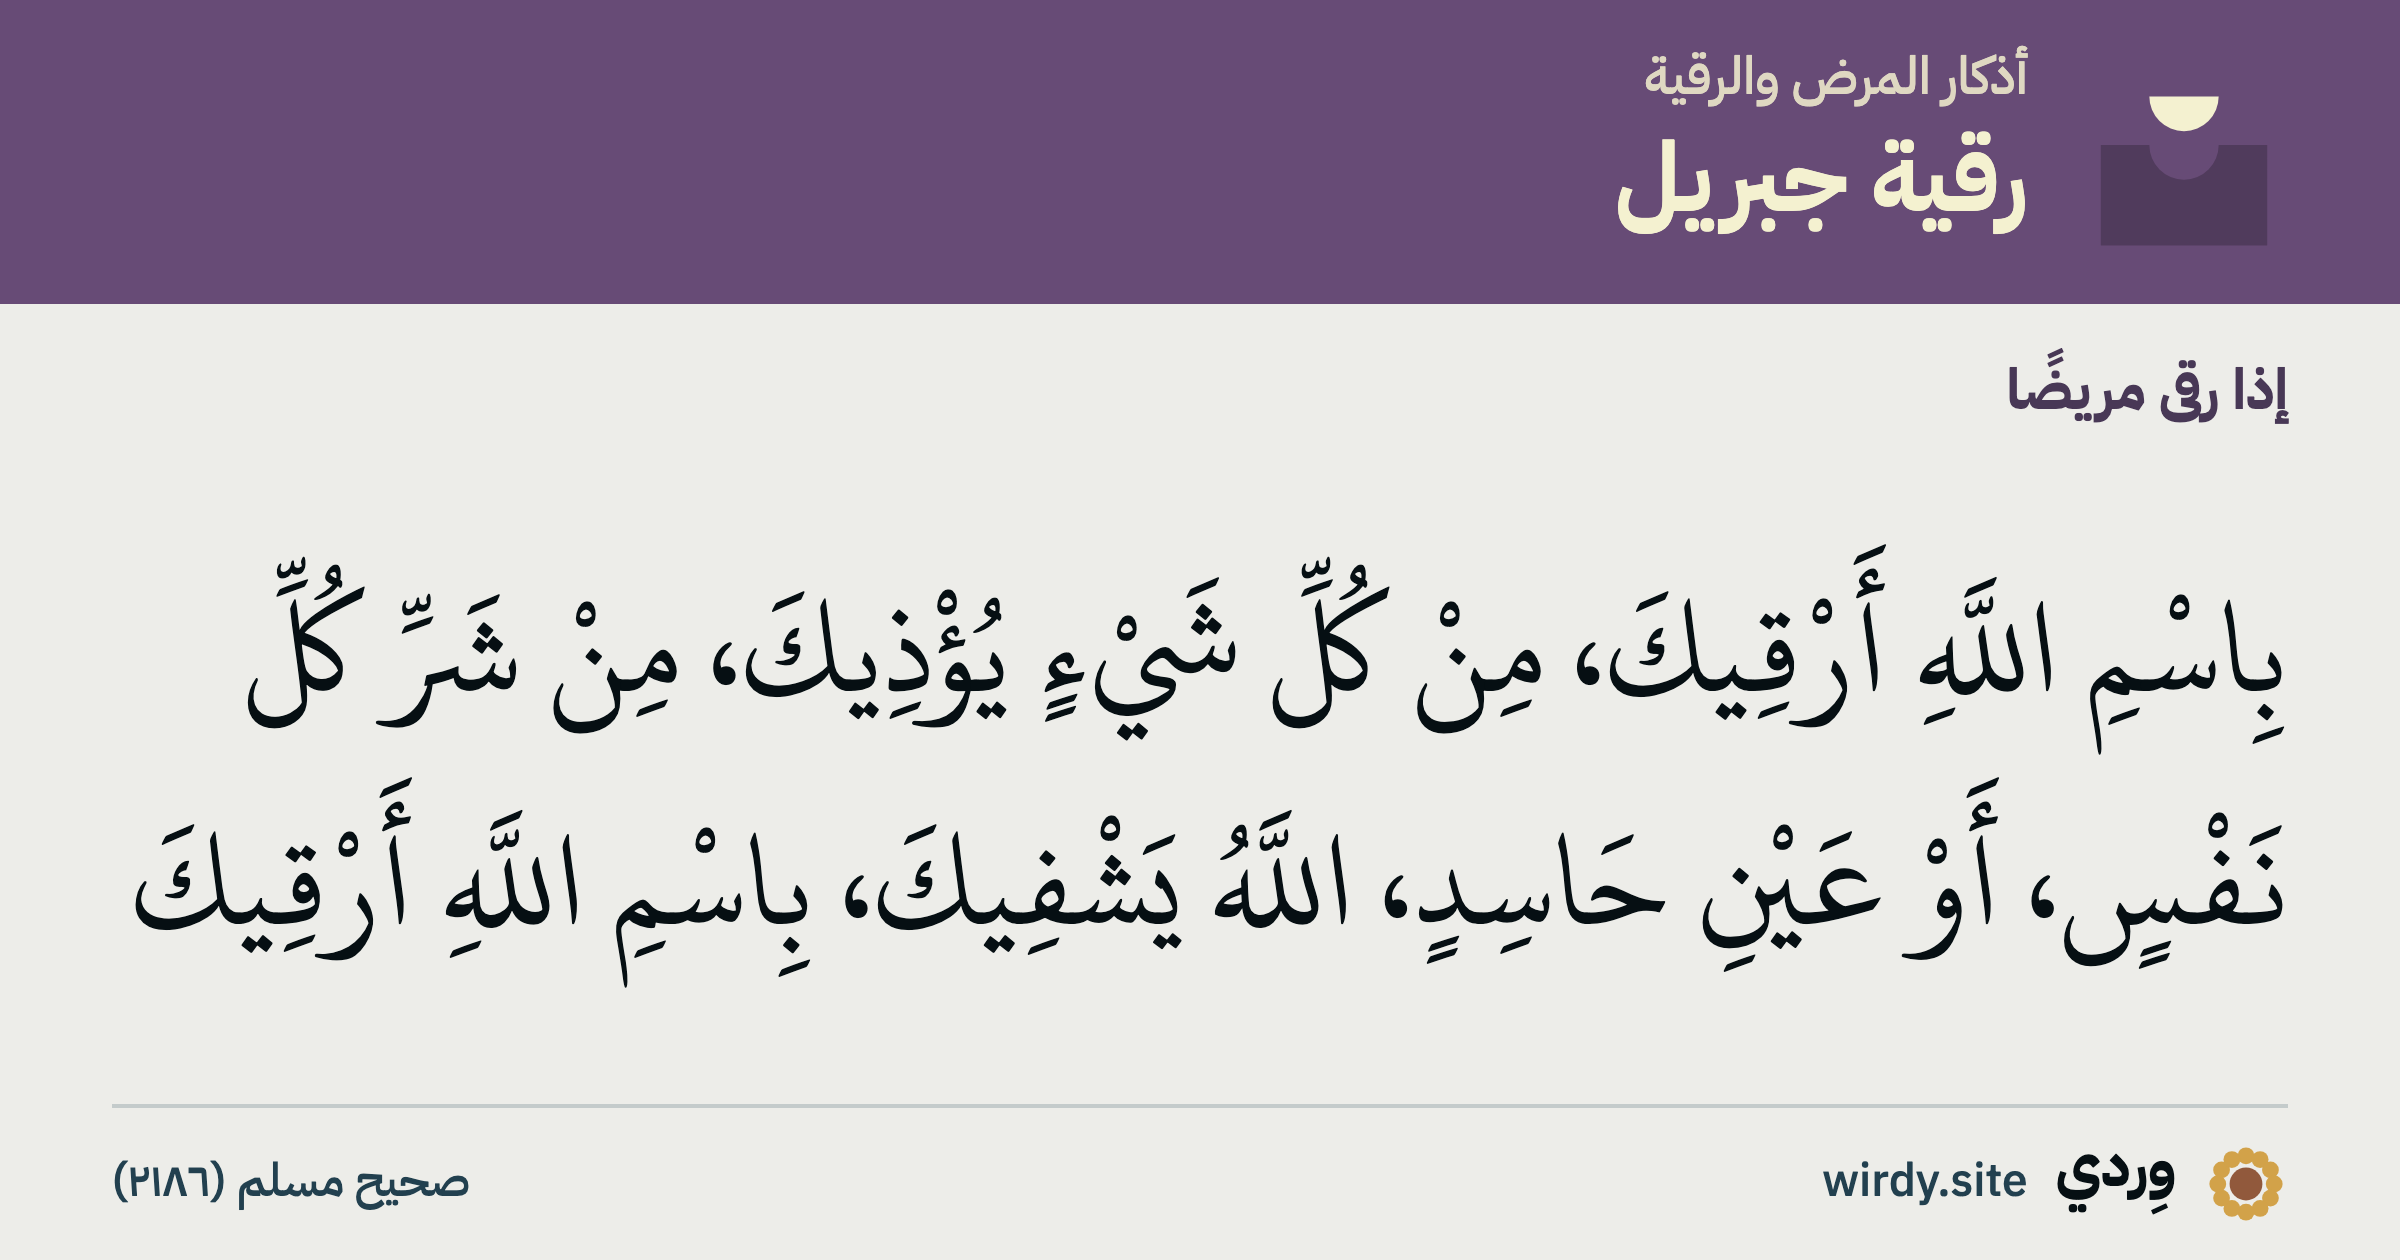 أذكار المرض والرقية
رقية جبريل
إذا رقى مريضًا
بِاسْمِ اللَّهِ أَرْقِيكَ، مِنْ كُلِّ شَيْءٍ يُؤْذِيكَ، مِنْ شَرِّ كُلِّ
نَفْسٍ، أَوْ عَيْنِ حَاسِدٍ، اللَّهُ يَشْفِيكَ، بِاسْمِ اللَّهِ أَرْقِيكَ
وِردي wirdy.site
صحيح مسلم (٢١٨٦)